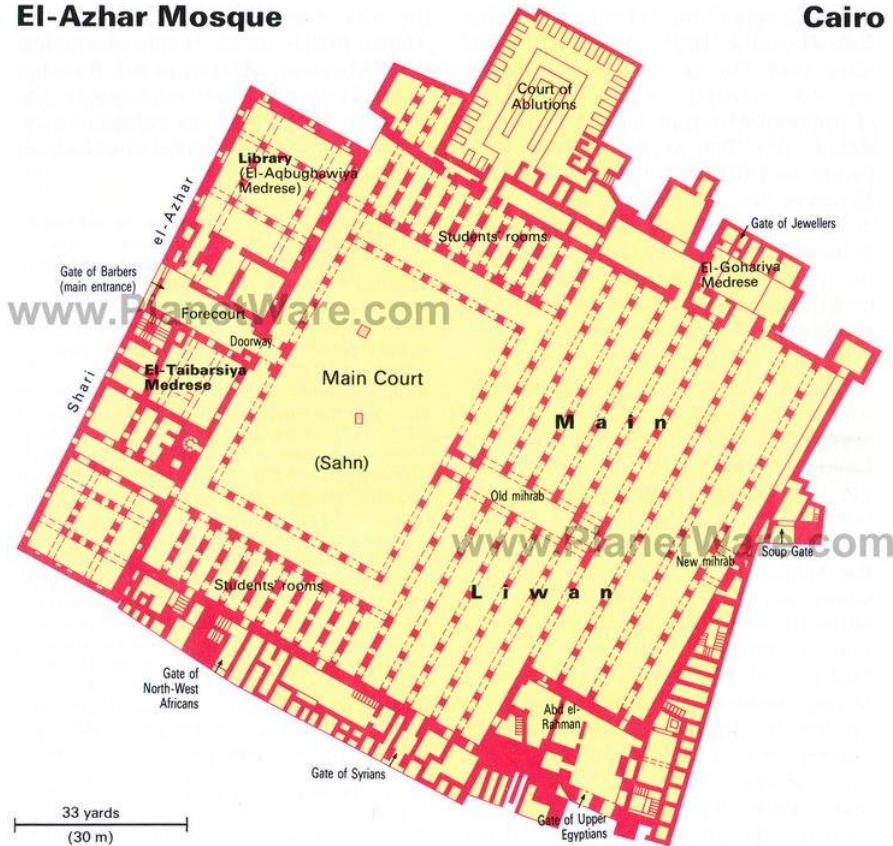 El-Azhar Mosque
Cairo
Court of
Ablutions
Library
(El-Aqbughawiya
Medrese)
el-Azhar
Gate of Jewellers
Students' rooms
El-Gohariya
Medrese
Gate of Barbers
(main entrance)
www.PlanetWare.com
Forecourt
Doorway
El-Taibarsiya
Medrese
Shari
Main Court
(Sahn)
Main
Old mihrab
www.PlanetWare.com
Soup Gate
New mihrab
Students' rooms
Liwan
Gate of
North-West
Africans
Abd el-
Rahman
Gate of Syrians
Gate of Upper
Egyptians
33 yards
(30 m)